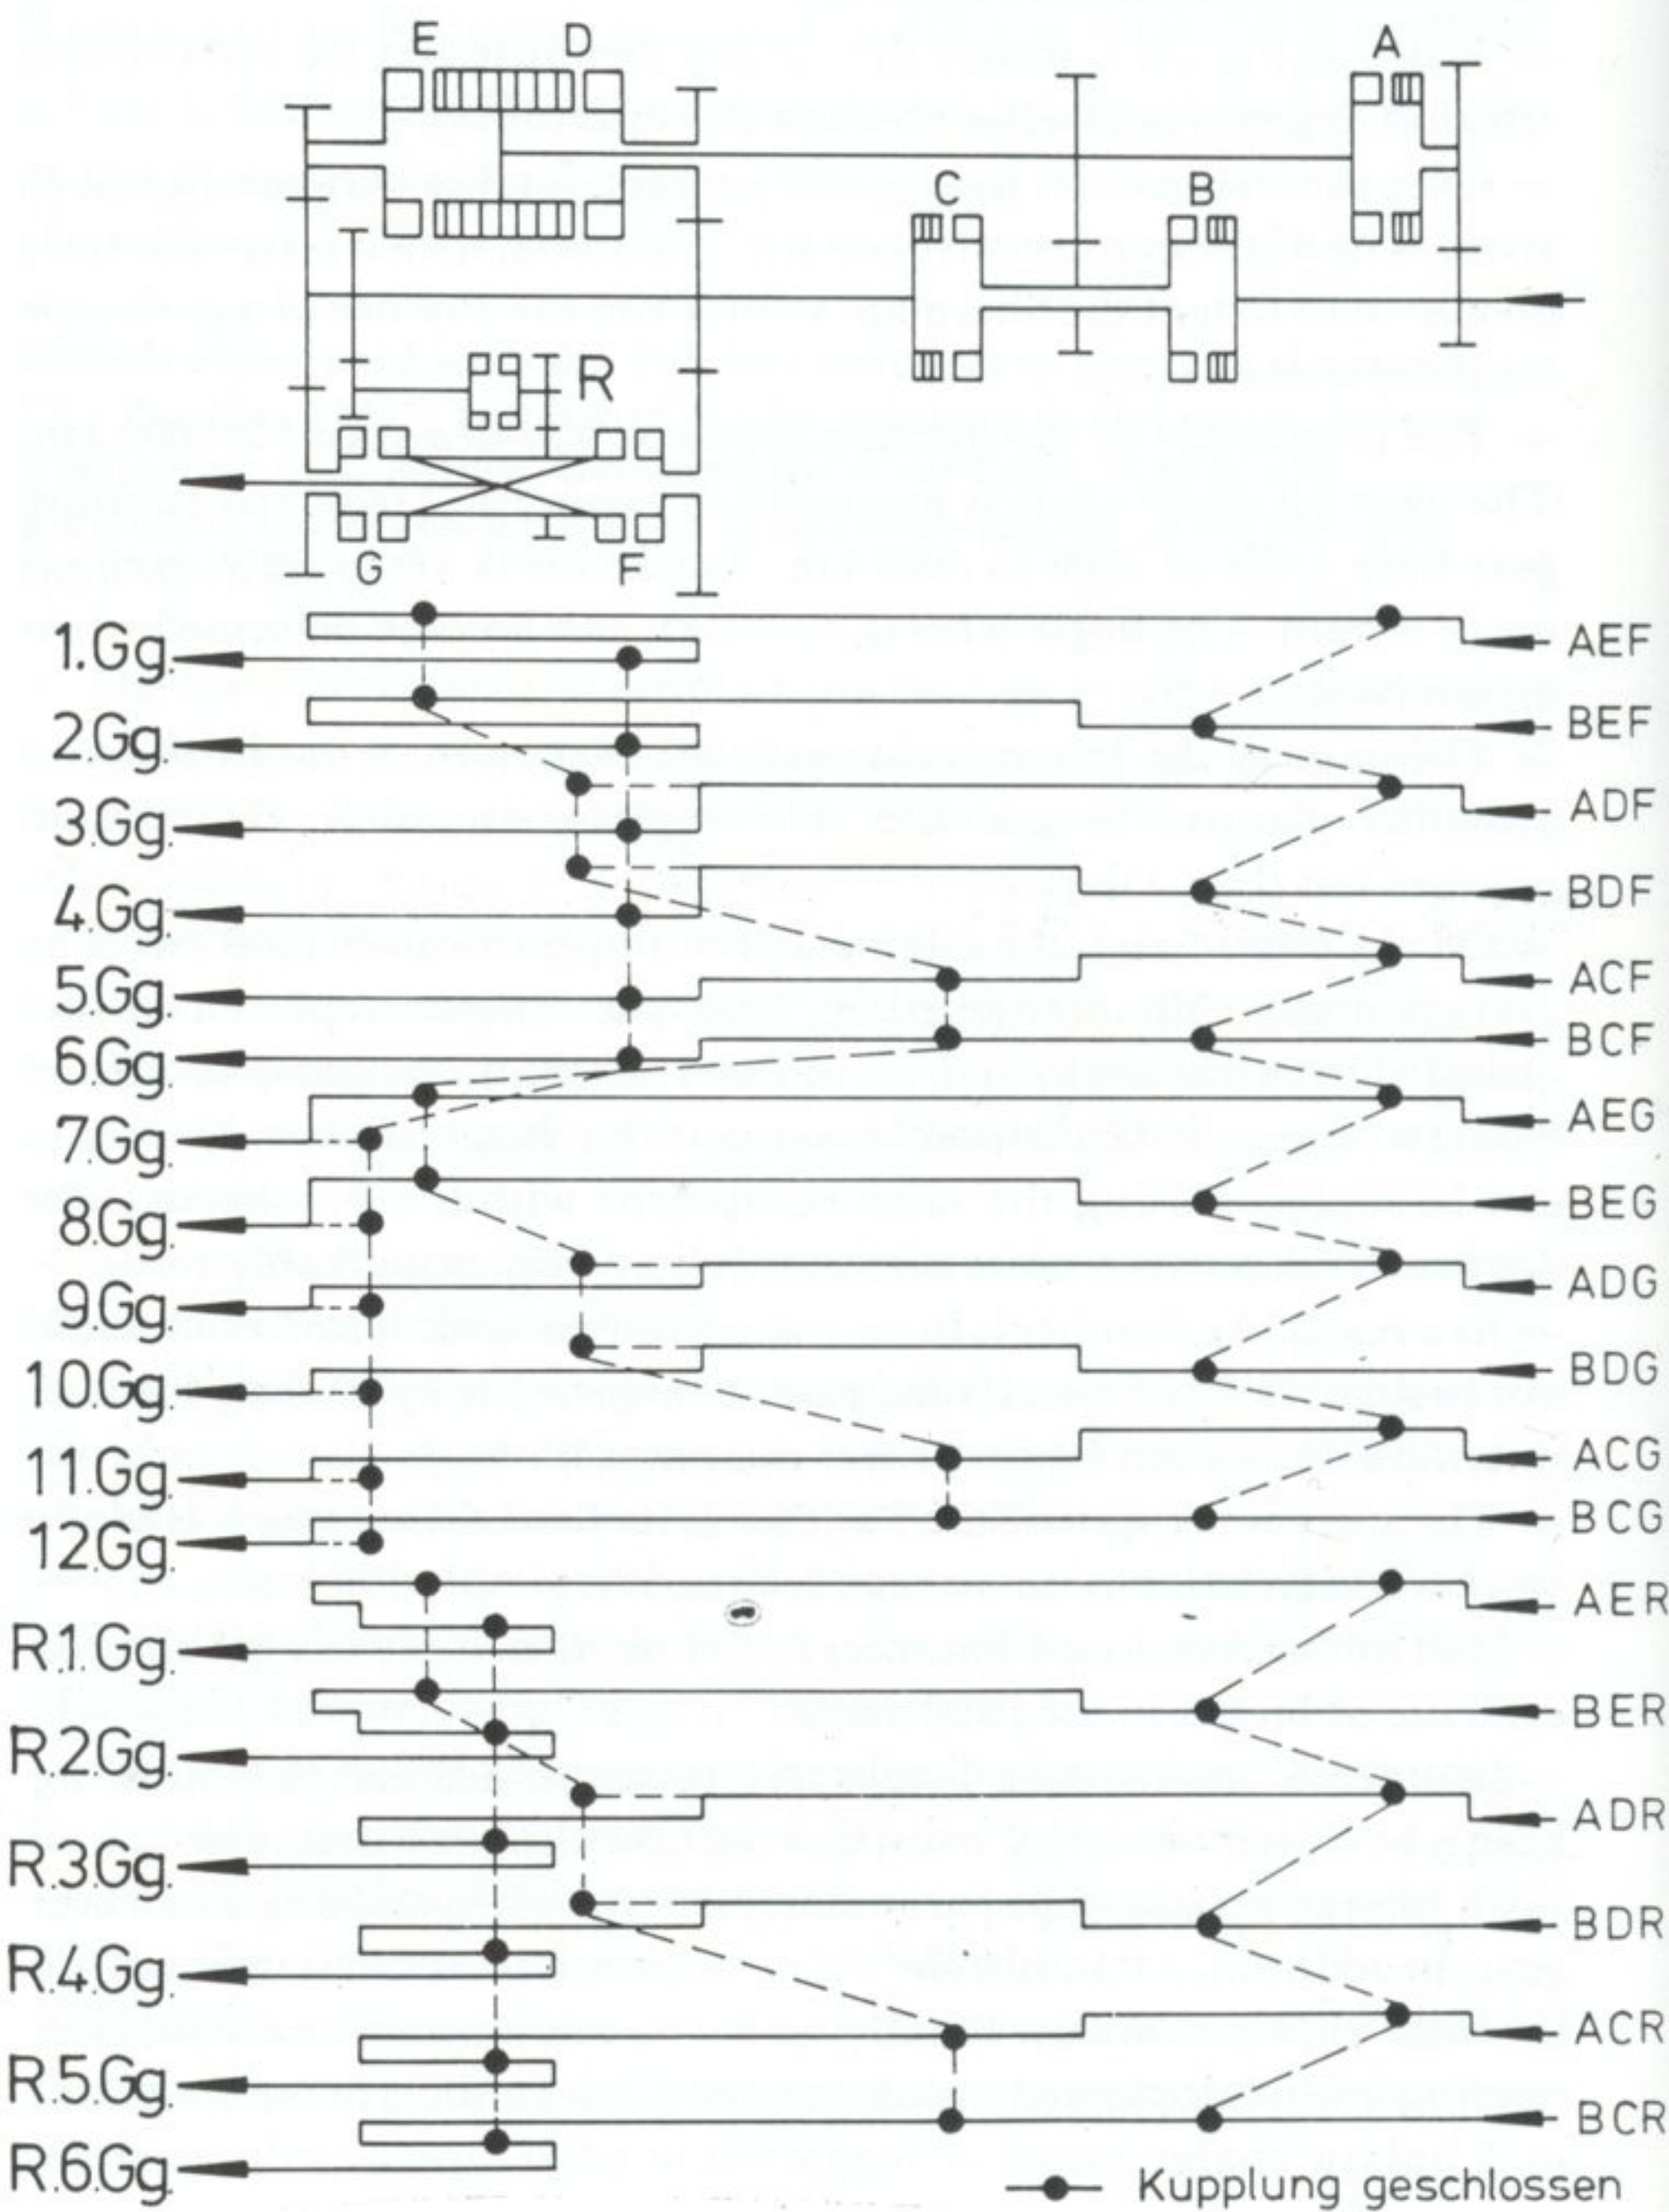 E D A
C B
R
G F
1.Gg. AEF
2.Gg. BEF
3.Gg. ADF
4.Gg. BDF
5.Gg. ACF
6.Gg. BCF
7.Gg. AEG
8.Gg. BEG
9.Gg. ADG
10.Gg. BDG
11.Gg. ACG
12.Gg. BCG
R.1.Gg. AER
R.2.Gg. BER
R.3.Gg. ADR
R.4.Gg. BDR
R.5.Gg. ACR
R.6.Gg. BCR
Kupplung geschlossen